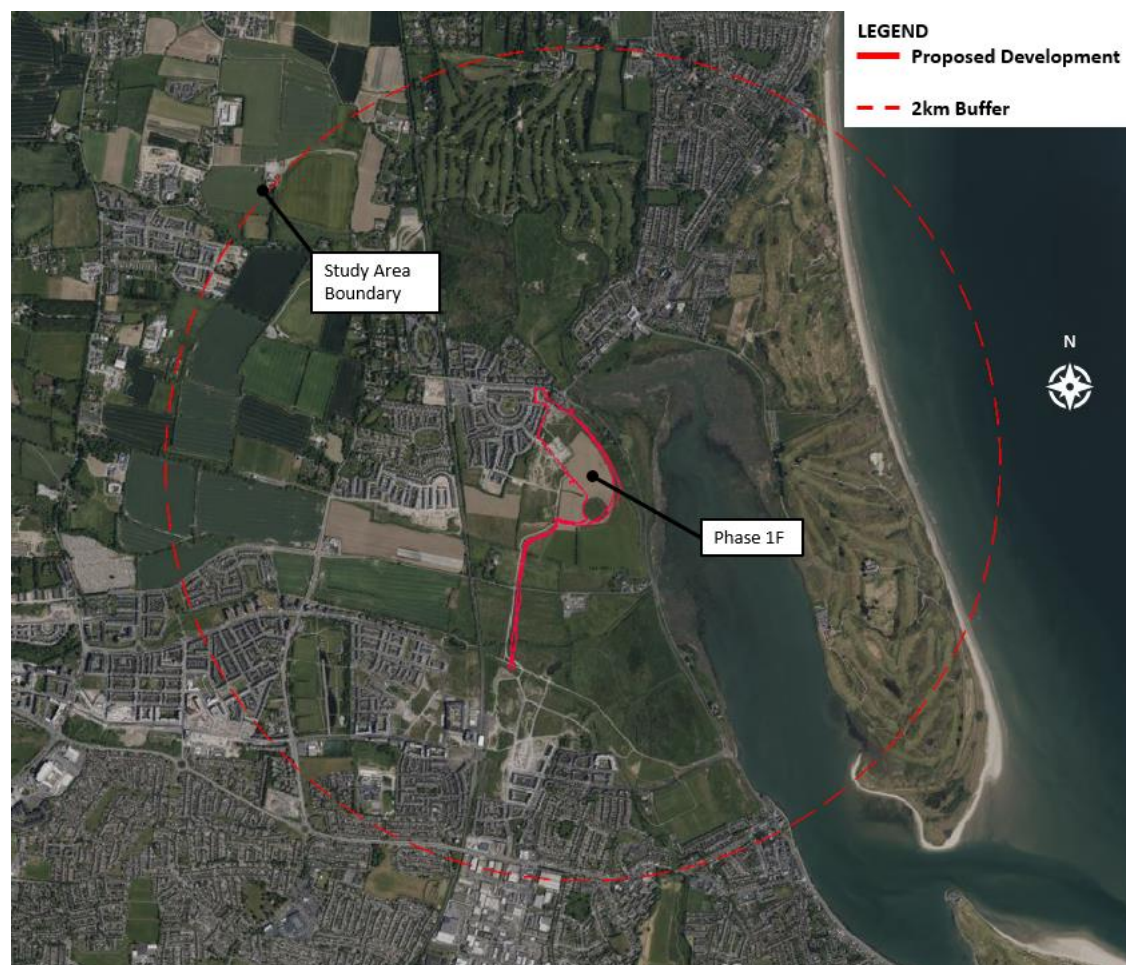 LEGEND
Proposed Development
2km Buffer
Study Area
Boundary
N
Phase 1F